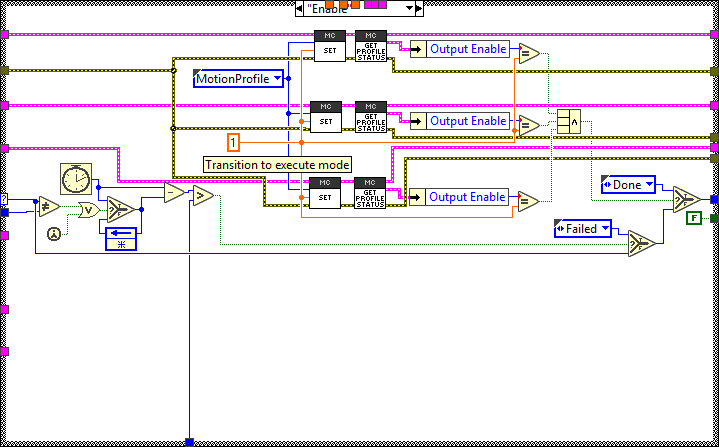 "Enable"
MC
SET
MC
GET
PROFILE
STATUS
Output Enable
=
MotionProfile
MC
SET
MC
GET
PROFILE
STATUS
Output Enable
=
∧
1
Transition to execute mode
MC
SET
MC
GET
PROFILE
STATUS
Output Enable
=
?
≠
V
T
F
-
>
Done
T
F
F
Failed
T
F